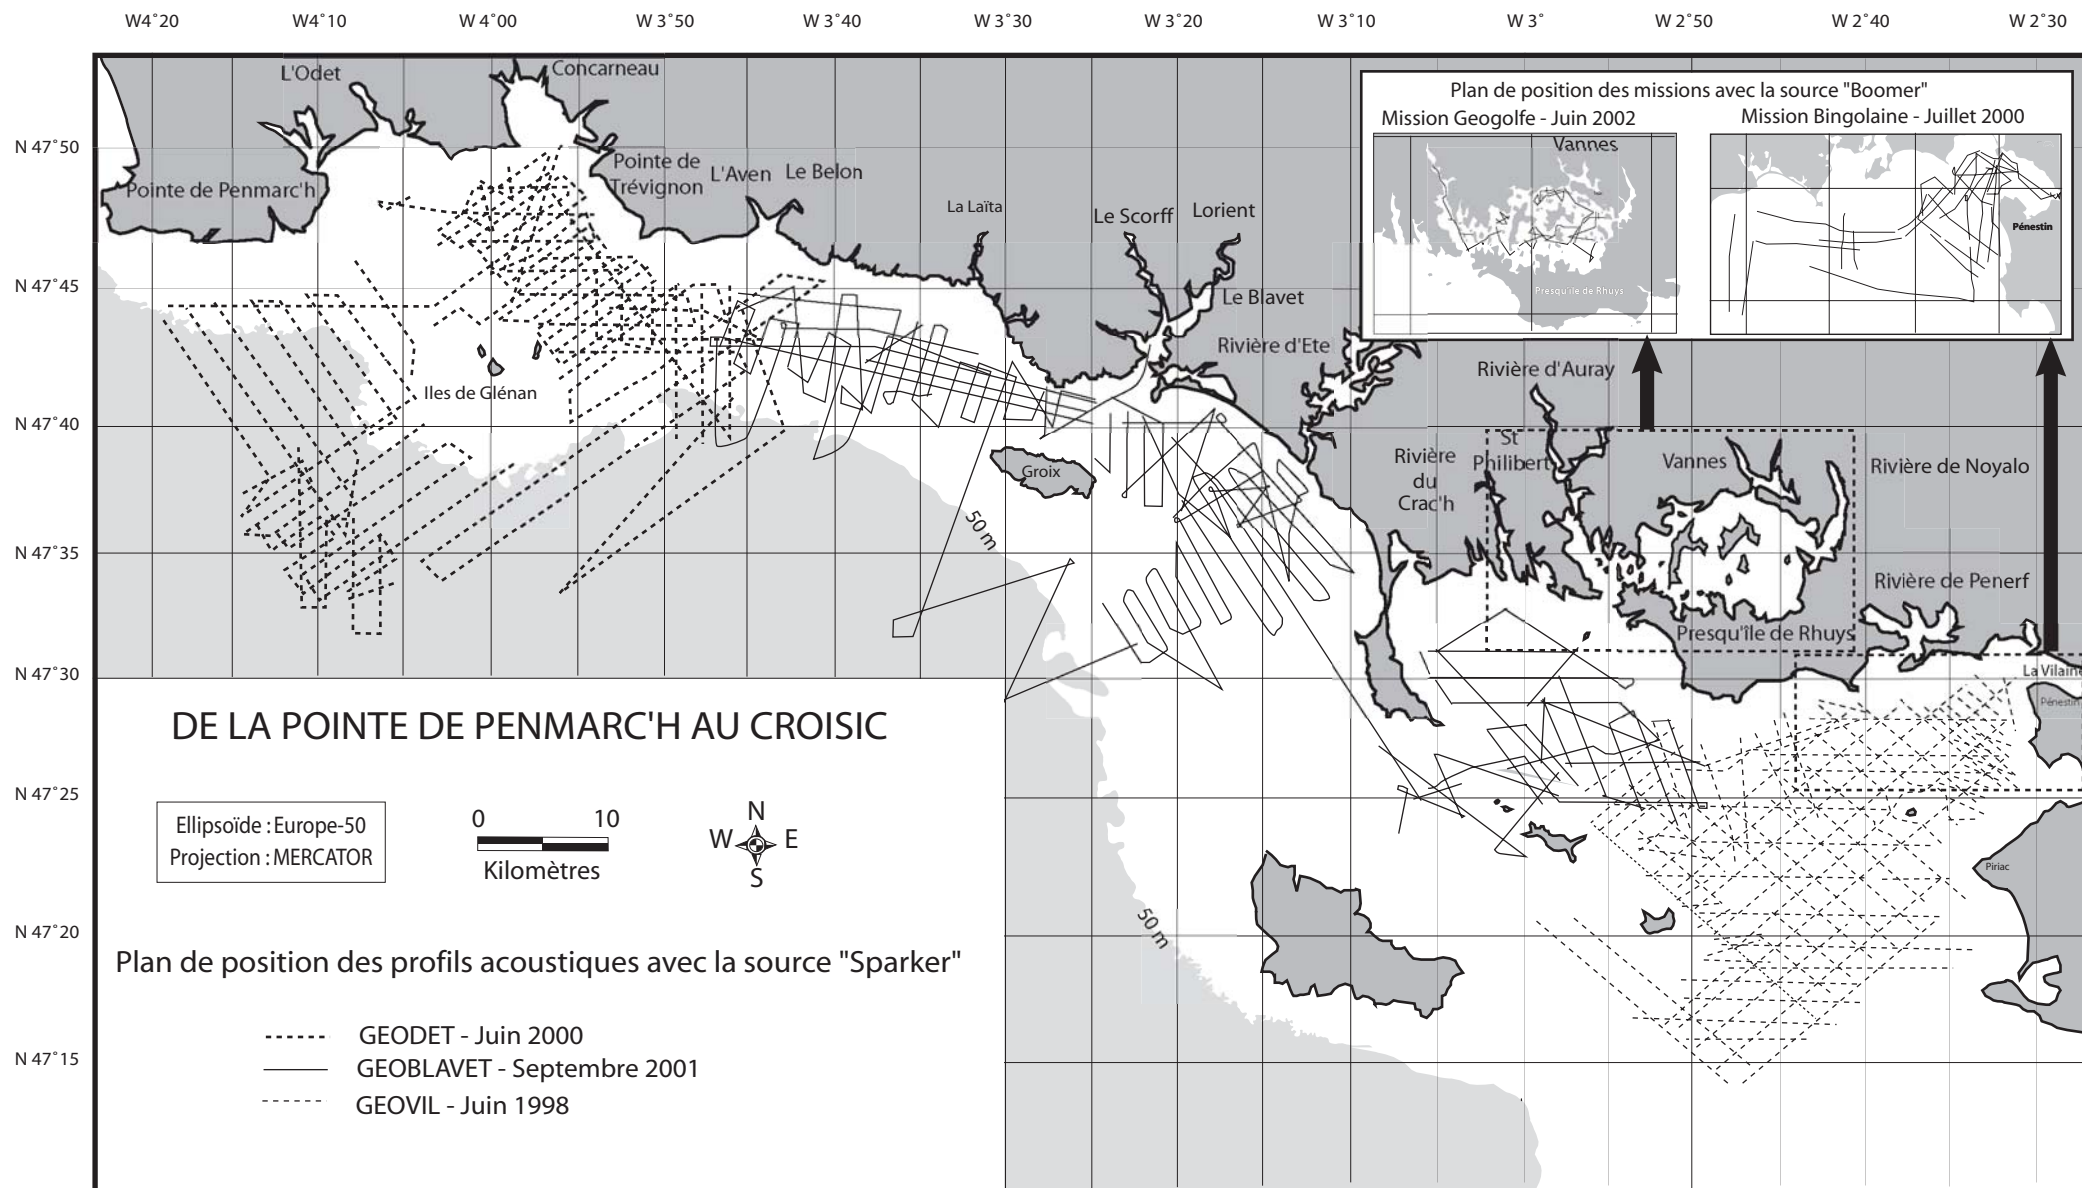 W4˚20 W4˚10 W4˚00 W3˚50 W 3˚40 W 3˚30 W 3˚20 W 3˚10 W 3˚ W 2˚50 W 2˚40 W 2˚30
N 47˚50
N 47˚45
N 47˚40
N 47˚35
N 47˚30
N 47˚25
N 47˚20
N 47˚15
L'Odet
Concarneau
Pointe de Penmarc'h
Pointe de
Trévignon
L'Aven
Le Belon
La Laïta
Le Scorff
Lorient
Le Blavet
Rivière d'Ete
Iles de Glénan
Groix
50 m
50 m
Plan de position des missions avec la source "Boomer"
Mission Geogolfe - Juin 2002
Mission Bingolaine - Juillet 2000
Vannes
Presqu'ile de Rhuys
Pénestin
Rivière d'Auray
Rivière
du
Crac'h
St
Philibert
Vannes
Rivière de Noyalo
Rivière de Penerf
Presqu'île de Rhuys
La Vilaine
Pénestin
Piriac
DE LA POINTE DE PENMARC'H AU CROISIC
Ellipsoïde : Europe-50
Projection : MERCATOR
0 10
Kilomètres
N
W E
S
Plan de position des profils acoustiques avec la source "Sparker"
GEODET - Juin 2000
GEOBLAVET - Septembre 2001
GEOVIL - Juin 1998